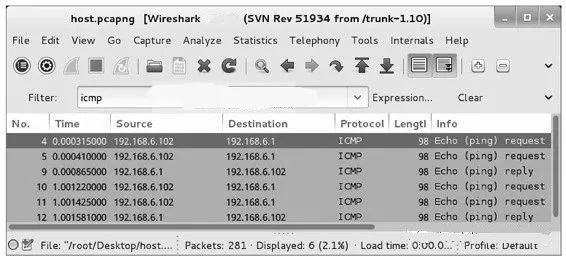 host.pcapng [Wireshark (SVN Rev 51934 from /trunk-1.10)]
File Edit View Go Capture Analyze Statistics Telephony Tools Internals Help
Filter: icmp Expression... Clear
No. Time Source Destination Protocol Lengtl Info
4 0.000315000 192.168.6.102 192.168.6.1 ICMP 98 Echo (ping) request
5 0.000410000 192.168.6.102 192.168.6.1 ICMP 98 Echo (ping) request
9 0.000865000 192.168.6.1 192.168.6.102 ICMP 98 Echo (ping) reply
10 1.001220000 192.168.6.102 192.168.6.1 ICMP 98 Echo (ping) request
11 1.001425000 192.168.6.102 192.168.6.1 ICMP 98 Echo (ping) request
12 1.001581000 192.168.6.1 192.168.6.102 ICMP 98 Echo (ping) reply
File: "/root/Desktop/host.... Packets: 281 · Displayed: 6 (2.1%) · Load time: 0:00.0... Profile: Default